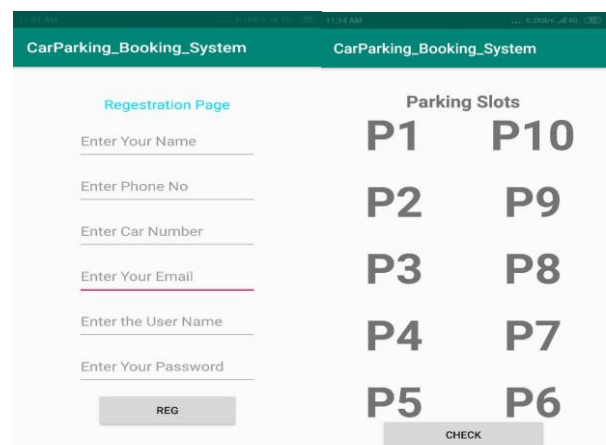 CarParking_Booking_System
Regestration Page
Enter Your Name
Enter Phone No
Enter Car Number
Enter Your Email
Enter the User Name
Enter Your Password
REG
11:14 AM
CarParking_Booking_System
Parking Slots
P1 P10
P2 P9
P3 P8
P4 P7
P5 P6
CHECK